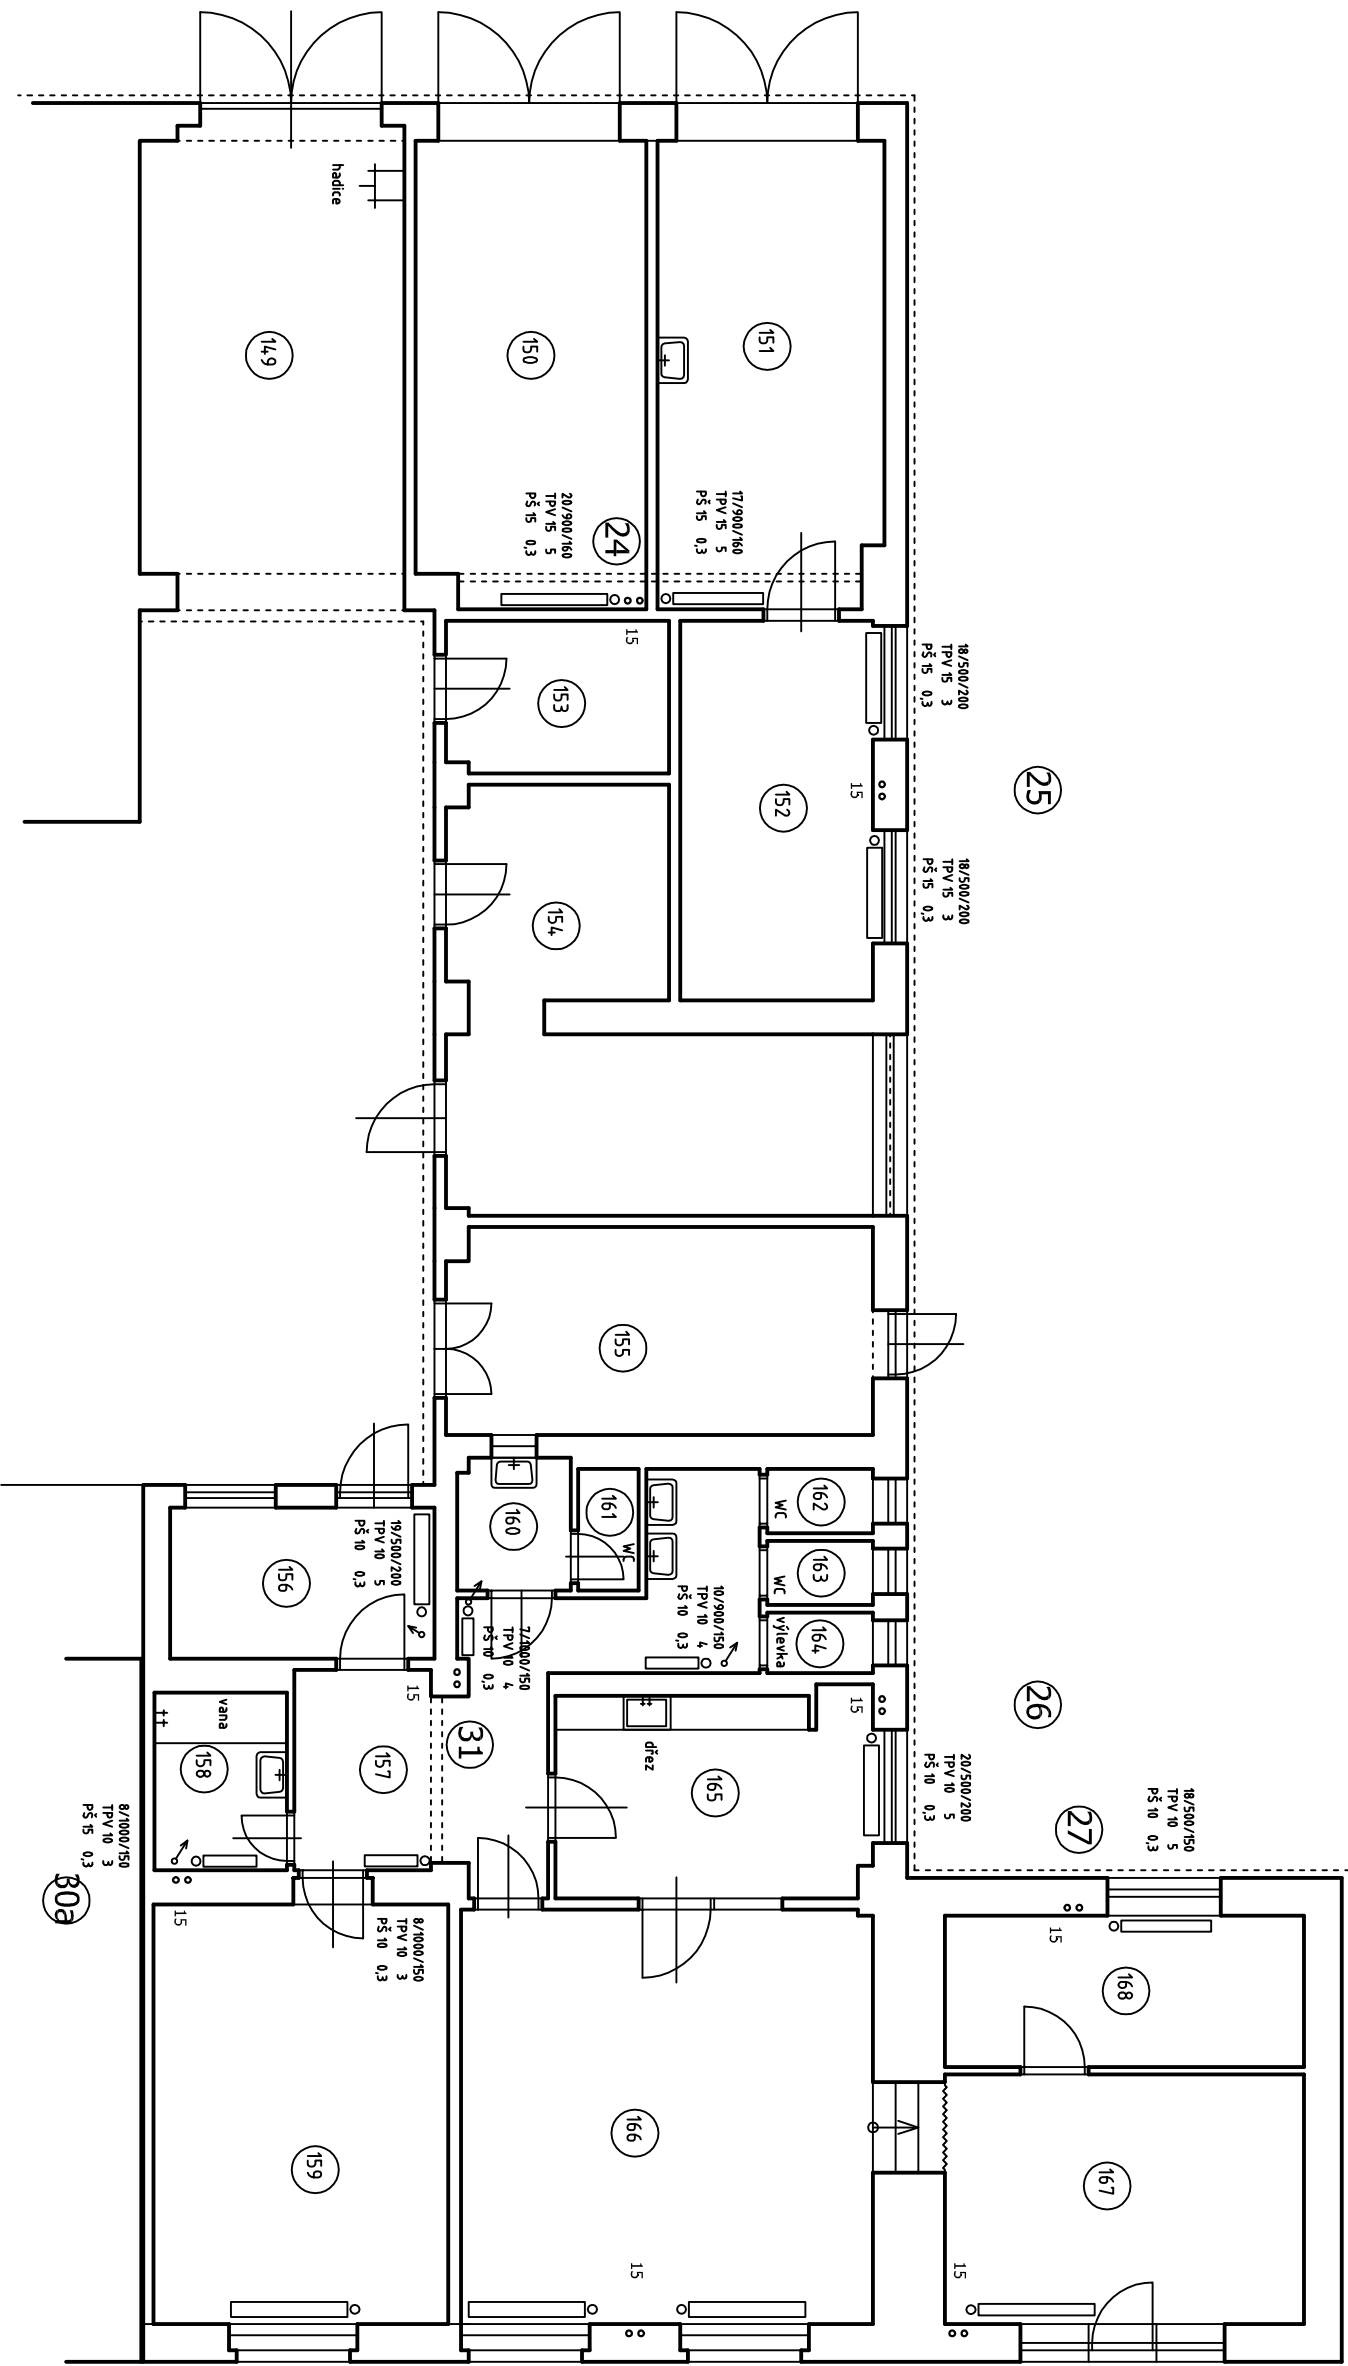 hadice
149
150
151
20/900/160
TPV 15 5
PŠ 15 0,3
24
17/900/160
TPV 15 5
PŠ 15 0,3
15
153
18/500/200
TPV 15 3
PŠ 15 0,3
25
152
15
18/500/200
TPV 15 3
PŠ 15 0,3
154
155
19/500/200
TPV 10 5
PŠ 10 0,3
156
160
161
WC
162
WC
163
WC
164
výlevka
10/900/150
TPV 10 4
PŠ 10 0,3
7/1000/150
TPV 10 4
PŠ 10 0,3
15
vana
158
157
31
dřez
165
15
26
20/500/200
TPV 10 5
PŠ 10 0,3
27
18/500/150
TPV 10 5
PŠ 10 0,3
8/1000/150
TPV 10 3
PŠ 15 0,3
30a
15
8/1000/150
TPV 10 3
PŠ 10 0,3
15
168
159
166
167
15
15